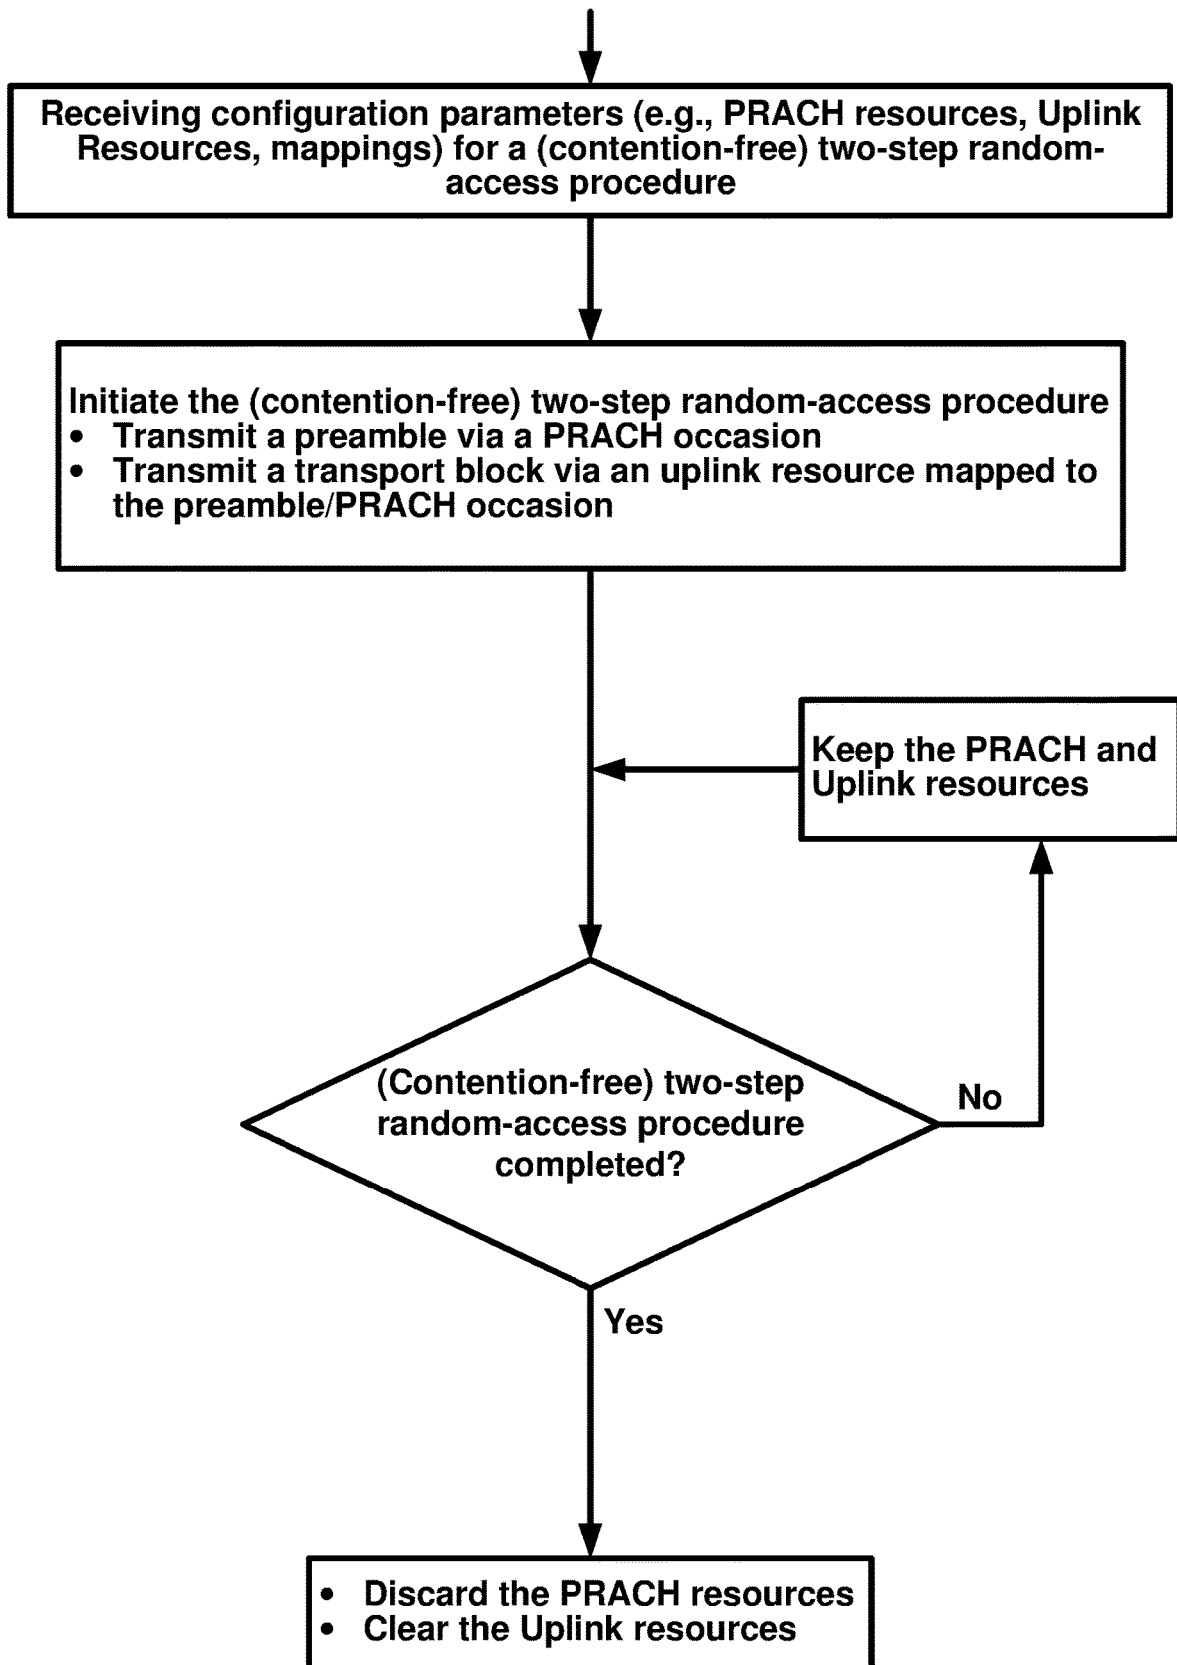 Receiving configuration parameters (e.g., PRACH resources, Uplink
Resources, mappings) for a (contention-free) two-step random-
access procedure
Initiate the (contention-free) two-step random-access procedure
• Transmit a preamble via a PRACH occasion
• Transmit a transport block via an uplink resource mapped to
the preamble/PRACH occasion
Keep the PRACH and
Uplink resources
(Contention-free) two-step
random-access procedure
completed?
No
Yes
• Discard the PRACH resources
• Clear the Uplink resources